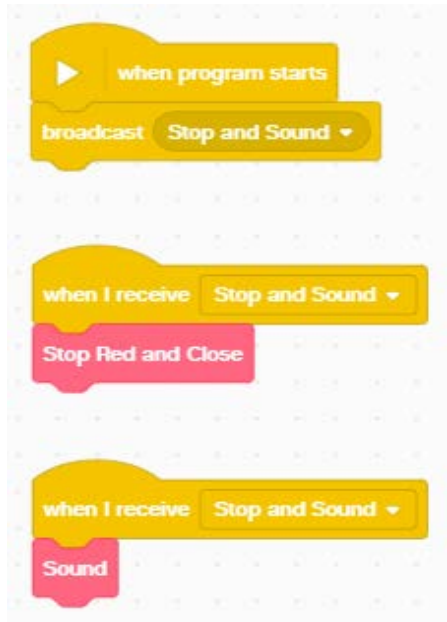 when program starts
broadcast Stop and Sound
when I receive Stop and Sound
Stop Red and Close
when I receive Stop and Sound
Sound